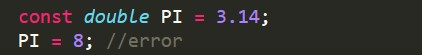 const double PI = 3.14;
PI = 8; //error